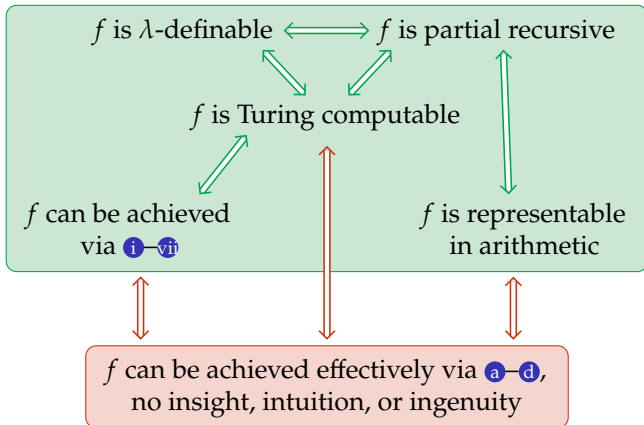 f is λ-definable
f is partial recursive
f is Turing computable
f can be achieved
via i–vii
f is representable
in arithmetic
f can be achieved effectively via a–d,
no insight, intuition, or ingenuity